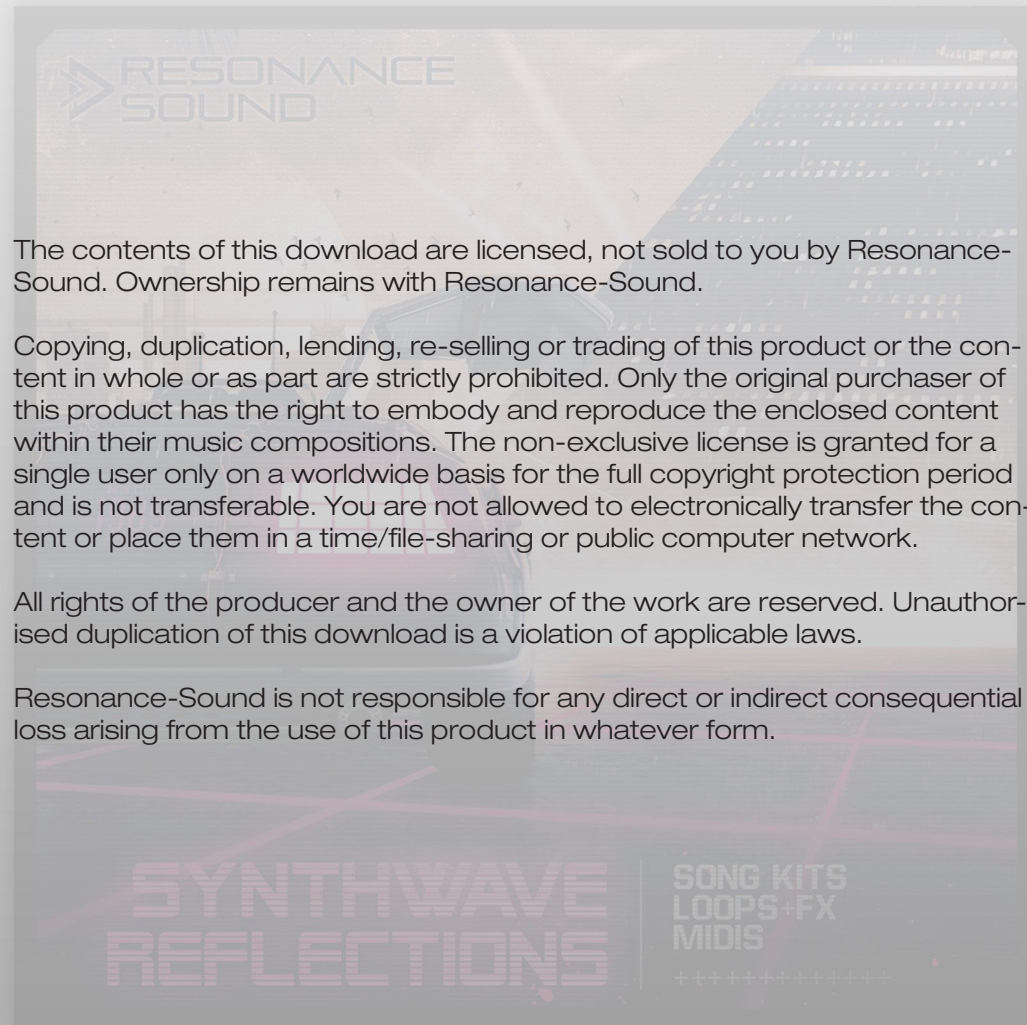 RESONANCE
SOUND
The contents of this download are licensed, not sold to you by Resonance-
Sound. Ownership remains with Resonance-Sound.
Copying, duplication, lending, re-selling or trading of this product or the con-
tent in whole or as part are strictly prohibited. Only the original purchaser of
this product has the right to embody and reproduce the enclosed content
within their music compositions. The non-exclusive license is granted for a
single user only on a worldwide basis for the full copyright protection period
and is not transferable. You are not allowed to electronically transfer the con-
tent or place them in a time/file-sharing or public computer network.
All rights of the producer and the owner of the work are reserved. Unauthor-
ised duplication of this download is a violation of applicable laws.
Resonance-Sound is not responsible for any direct or indirect consequential
loss arising from the use of this product in whatever form.
SYNTHWAVE
REFLECTIONS
SONG KITS
LOOPS+FX
MIDIS
+++++++++++++